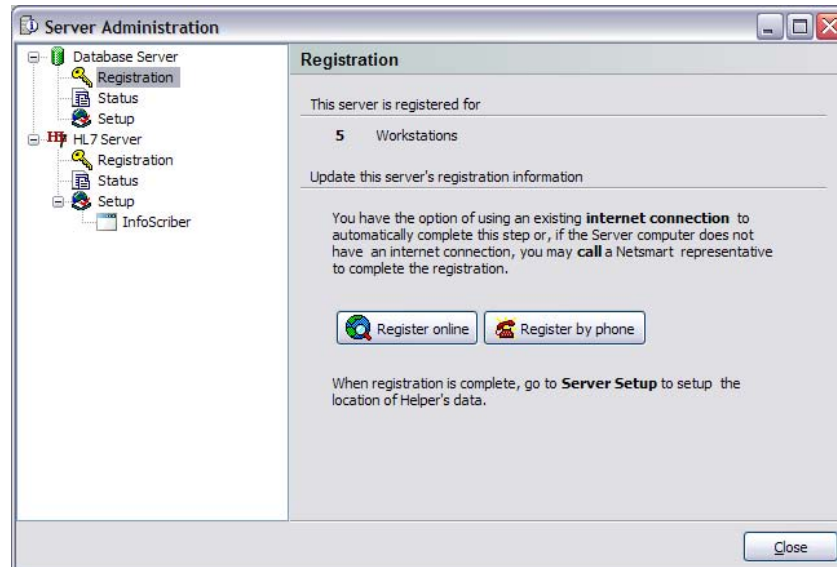 Server Administration
Database Server
Registration
Status
Setup
HL7 Server
Registration
Status
Setup
InfoScriber
Registration
This server is registered for
5 Workstations
Update this server's registration information
You have the option of using an existing internet connection to
automatically complete this step or, if the Server computer does not
have an internet connection, you may call a Netsmart representative
to complete the registration.
Register online
Register by phone
When registration is complete, go to Server Setup to setup the
location of Helper's data.
Close